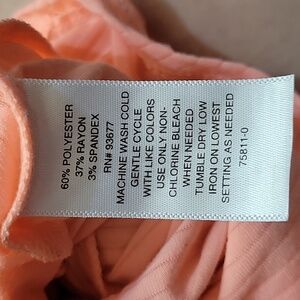 60% POLYESTER
37% RAYON
3% SPANDEX
RN# 93677
MACHINE WASH COLD
GENTLE CYCLE
WITH LIKE COLORS
USE ONLY NON-
CHLORINE BLEACH
WHEN NEEDED
TUMBLE DRY LOW
IRON ON LOWEST
SETTING AS NEEDED
75811-0